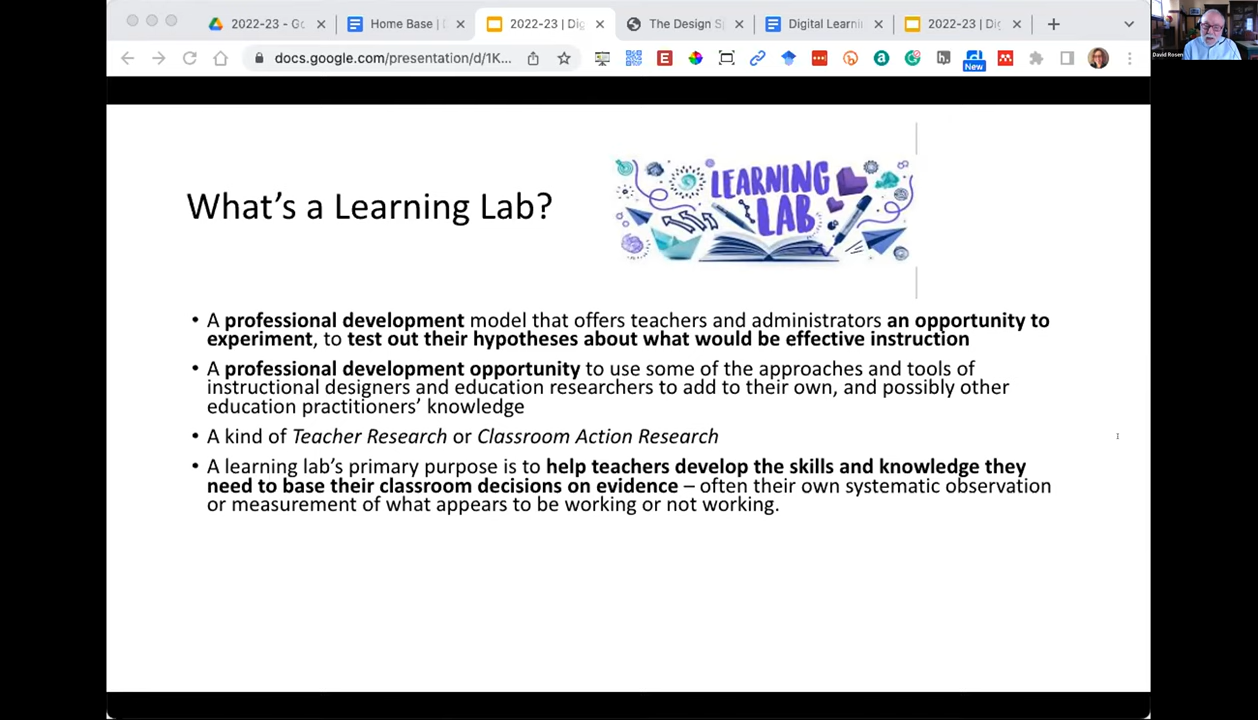 2022-23 - Go
Home Base | D
2022-23 | Dig
The Design S
Digital Learni
2022-23 | Dig
docs.google.com/presentation/d/1K...
New
David Rosen
What's a Learning Lab?
LEARNING
LAB
• A professional development model that offers teachers and administrators an opportunity to
experiment, to test out their hypotheses about what would be effective instruction
• A professional development opportunity to use some of the approaches and tools of
instructional designers and education researchers to add to their own, and possibly other
education practitioners' knowledge
• A kind of Teacher Research or Classroom Action Research
• A learning lab's primary purpose is to help teachers develop the skills and knowledge they
need to base their classroom decisions on evidence – often their own systematic observation
or measurement of what appears to be working or not working.